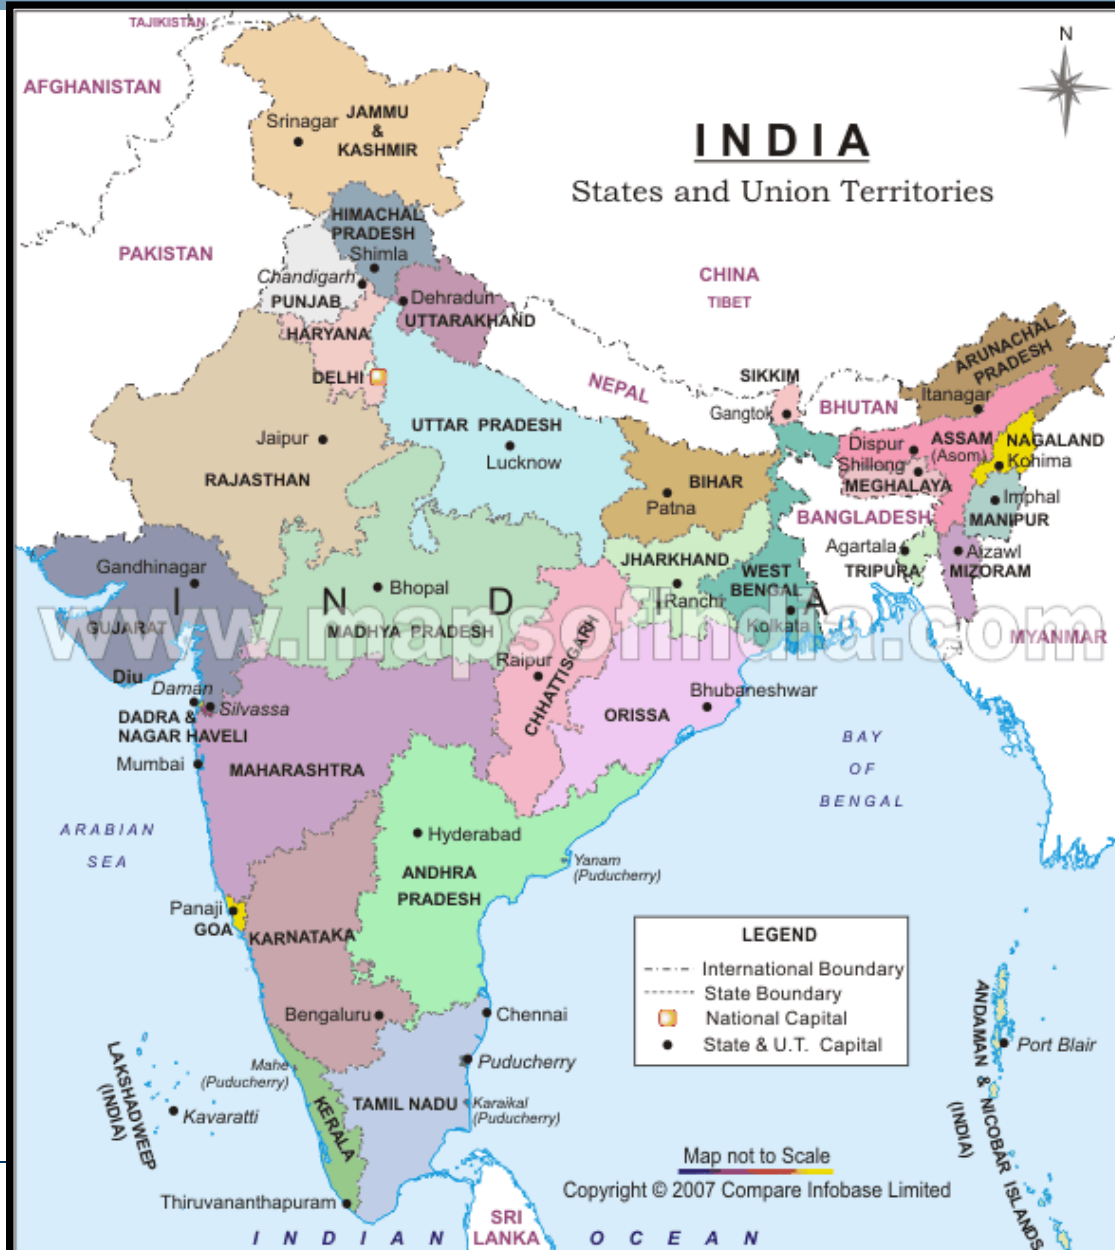 TAJIKISTAN
AFGHANISTAN
N
JAMMU
&
KASHMIR
Srinagar
INDIA
States and Union Territories
HIMACHAL
PRADESH
Shimla
PAKISTAN
Chandigarh
PUNJAB
CHINA
TIBET
Dehradun
UTTARAKHAND
HARYANA
DELHI
NEPAL
SIKKIM
Gangtok
BHUTAN
ARUNACHAL
PRADESH
Itanagar
UTTAR PRADESH
Lucknow
Jaipur
RAJASTHAN
Dispur
ASSAM
(Asom)
NAGALAND
Kohima
Shillong
MEGHALAYA
BIHAR
Patna
Imphal
MANIPUR
BANGLADESH
Agartala
TRIPURA
Aizawl
MIZORAM
JHARKHAND
Ranchi
WEST
BENGAL
Kolkata
Gandhinagar
GUJARAT
Bhopal
MADHYA PRADESH
I N D I A
www.mapsofindia.com
MYANMAR
Diu
Daman
Silvassa
DADRA &
NAGAR HAVELI
Mumbai
MAHARASHTRA
Raipur
CHHATTISGARH
Bhubaneshwar
ORISSA
BAY
OF
BENGAL
ARABIAN
SEA
Hyderabad
ANDHRA
PRADESH
Yanam
(Puducherry)
Panaji
GOA
KARNATAKA
Bengaluru
Chennai
LEGEND
International Boundary
State Boundary
National Capital
State & U.T. Capital
Mahe
(Puducherry)
Puducherry
Karaikal
(Puducherry)
TAMIL NADU
KERALA
LAKSHADWEEP
(INDIA)
Kavaratti
Thiruvananthapuram
ANDAMAN & NICOBAR ISLANDS
(INDIA)
Port Blair
Map not to Scale
Copyright © 2007 Compare Infobase Limited
SRI
LANKA
INDIAN OCEAN